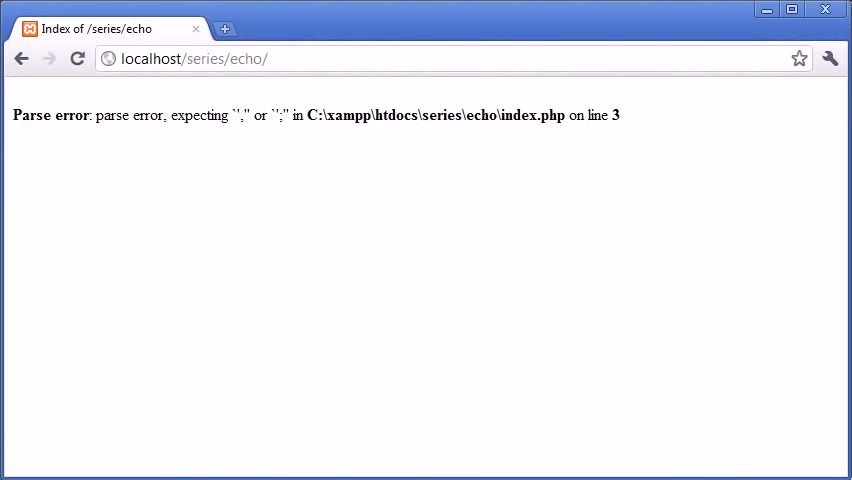 Index of /series/echo
localhost/series/echo/
Parse error: parse error, expecting `','' or `';'' in C:\xampp\htdocs\series\echo\index.php on line 3